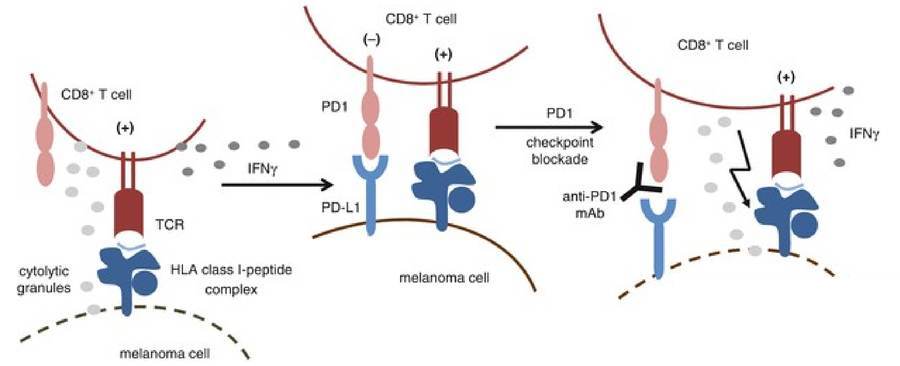 CD8⁺ T cell
(+)
IFNγ
TCR
cytolytic
granules
HLA class I-peptide
complex
melanoma cell
CD8⁺ T cell
(−)
(+)
PD1
PD-L1
melanoma cell
PD1
checkpoint
blockade
CD8⁺ T cell
(+)
IFNγ
anti-PD1
mAb